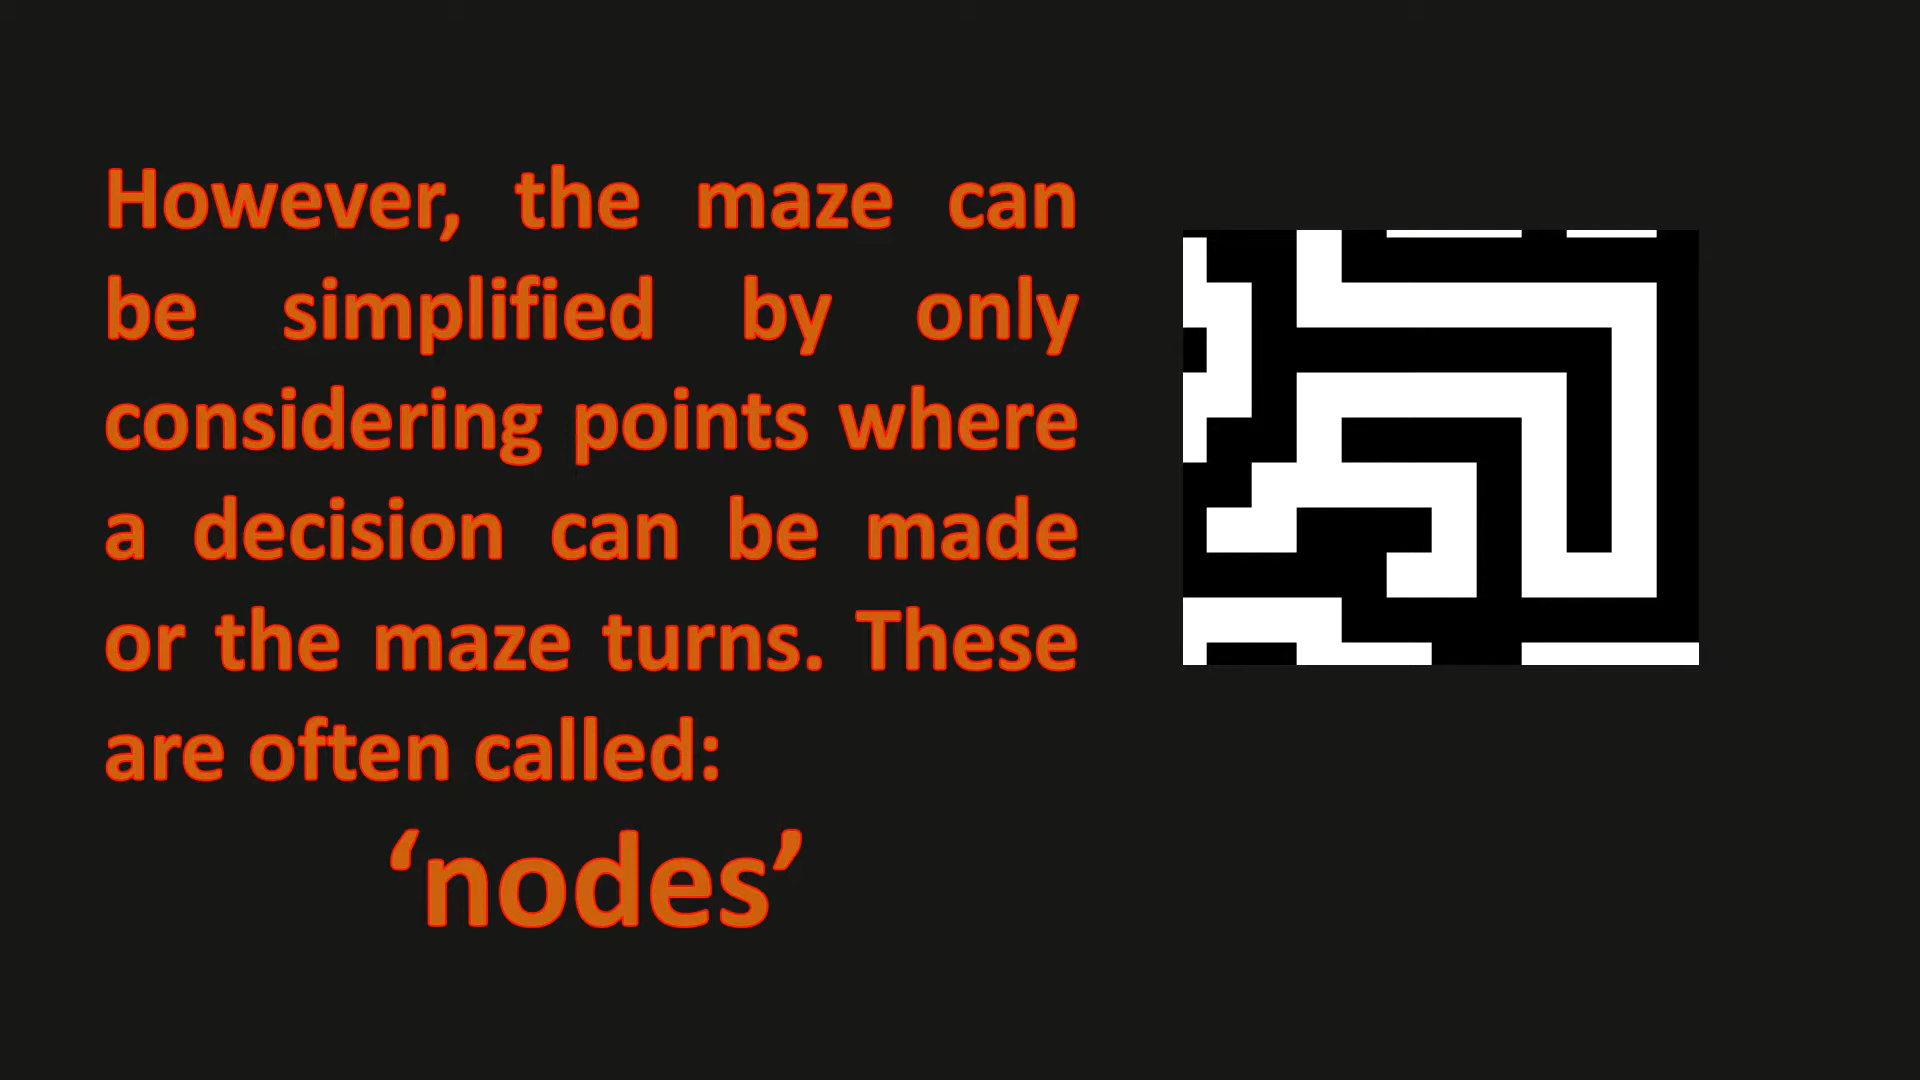 However, the maze can
be simplified by only
considering points where
a decision can be made
or the maze turns. These
are often called:
‘nodes’